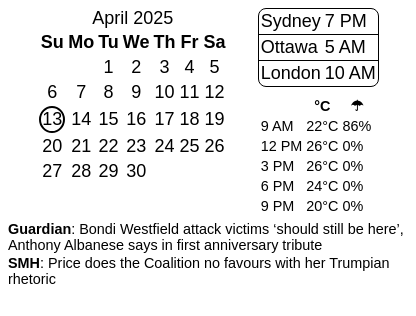 April 2025
Su Mo Tu We Th Fr Sa
1 2 3 4 5
6 7 8 9 10 11 12
13 14 15 16 17 18 19
20 21 22 23 24 25 26
27 28 29 30
Sydney 7 PM
Ottawa 5 AM
London 10 AM
°C ☂
9 AM 22°C 86%
12 PM 26°C 0%
3 PM 26°C 0%
6 PM 24°C 0%
9 PM 20°C 0%
Guardian: Bondi Westfield attack victims ‘should still be here’,
Anthony Albanese says in first anniversary tribute
SMH: Price does the Coalition no favours with her Trumpian
rhetoric